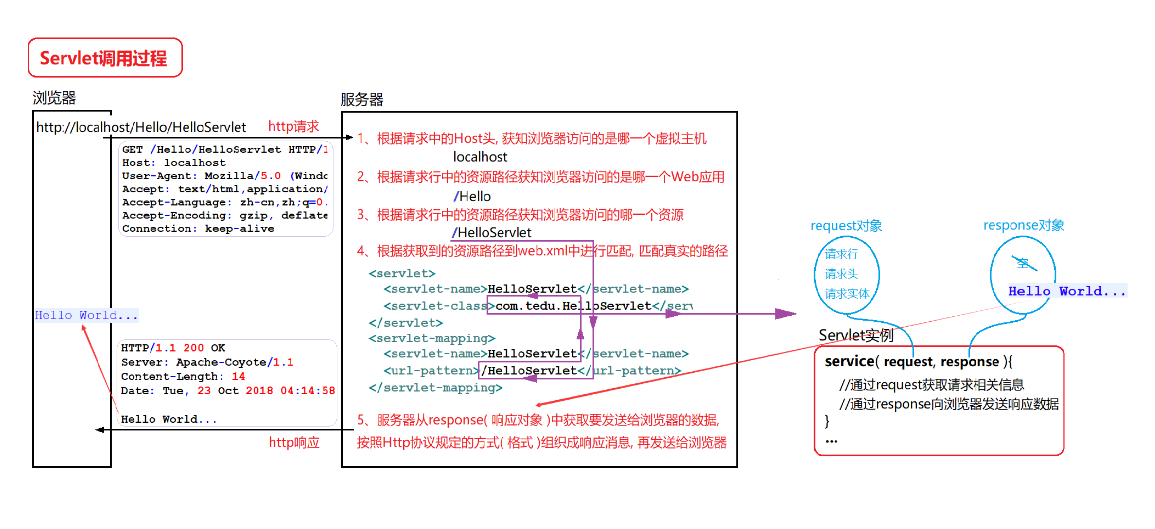 Servlet调用过程
浏览器
服务器
http://localhost/Hello/HelloServlet
http请求
GET /Hello/HelloServlet HTTP/1
Host: localhost
User-Agent: Mozilla/5.0 (Windo
Accept: text/html,application/
Accept-Language: zh-cn,zh;q=0.
Accept-Encoding: gzip, deflate
Connection: keep-alive
1、根据请求中的Host头, 获知浏览器访问的是哪一个虚拟主机
localhost
2、根据请求行中的资源路径获知浏览器访问的是哪一个Web应用
/Hello
3、根据请求行中的资源路径获知浏览器访问的哪一个资源
/HelloServlet
4、根据获取到的资源路径到web.xml中进行匹配, 匹配真实的路径
<servlet>
<servlet-name>HelloServlet</servlet-name>
<servlet-class>com.tedu.HelloServlet</serv
</servlet>
<servlet-mapping>
<servlet-name>HelloServlet</servlet-name>
<url-pattern>/HelloServlet</url-pattern>
</servlet-mapping>
5、服务器从response( 响应对象 )中获取要发送给浏览器的数据,
按照Http协议规定的方式( 格式 )组织成响应消息, 再发送给浏览器
request对象
请求行
请求头
请求实体
response对象
空
Hello World...
Servlet实例
service( request, response ){
//通过request获取请求相关信息
//通过response向浏览器发送响应数据
}
...
Hello World...
HTTP/1.1 200 OK
Server: Apache-Coyote/1.1
Content-Length: 14
Date: Tue, 23 Oct 2018 04:14:58
Hello World...
http响应